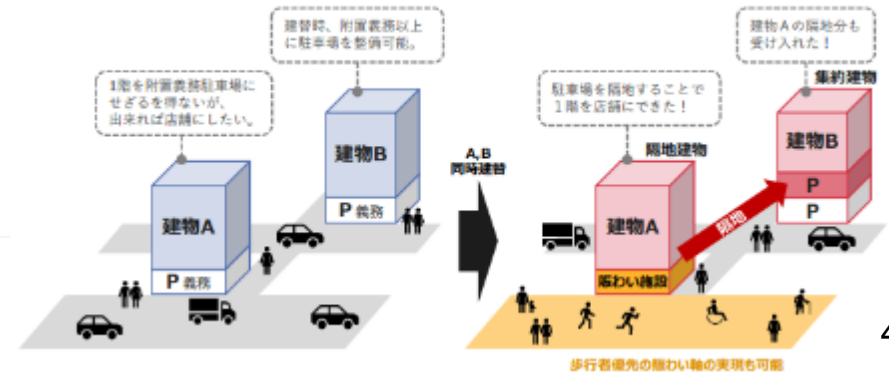 建替時、附置義務以上
に駐車場を整備可能。
1階を附置義務駐車場に
せざるを得ないが、
出来れば店舗にしたい。
建物B
P 義務
建物A
P 義務
A,B
同時建替
建物Aの隔地分も
受け入れた！
集約建物
駐車場を隔地することで
1階を店舗にできた！
隔地建物
建物B
P
P
隔地
建物A
賑わい施設
歩行者優先の賑わい軸の実現も可能
4